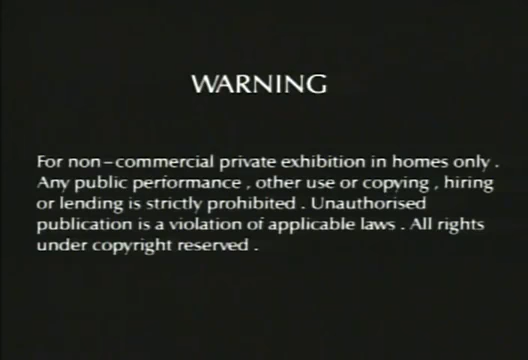 WARNING
For non-commercial private exhibition in homes only .
Any public performance , other use or copying , hiring
or lending is strictly prohibited . Unauthorised
publication is a violation of applicable laws . All rights
under copyright reserved .